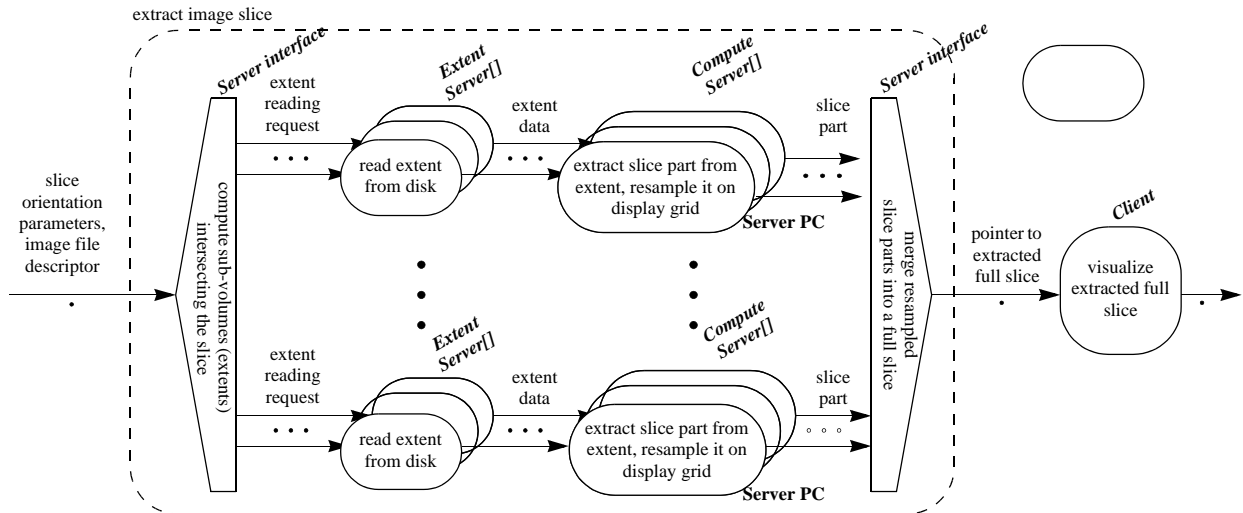 extract image slice
Server interface
Extent
Server[]
Compute
Server[]
Server interface
extent
reading
request
• • •
read extent
from disk
extent
data
• • •
extract slice part from
extent, resample it on
display grid
Server PC
slice
part
• • •
slice
orientation
parameters,
image file
descriptor
compute sub-volumes (extents)
intersecting the slice
merge resampled
slice parts into a full slice
pointer to
extracted
full slice
Client
visualize
extracted full
slice
Extent
Server[]
Compute
Server[]
extent
reading
request
• • •
read extent
from disk
extent
data
• • •
extract slice part from
extent, resample it on
display grid
Server PC
slice
part